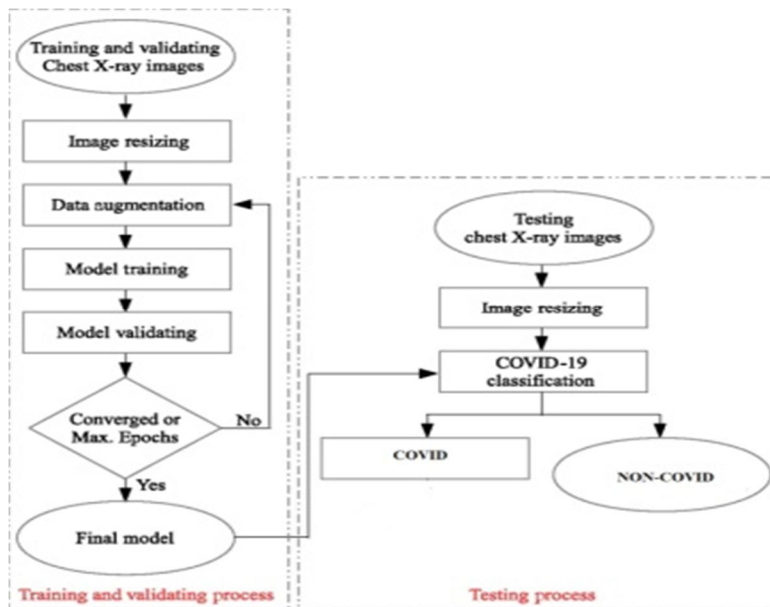 Training and validating
Chest X-ray images
Image resizing
Data augmentation
Model training
Model validating
Converged or
Max. Epochs
No
Yes
Final model
Training and validating process
Testing
chest X-ray images
Image resizing
COVID-19
classification
COVID
NON-COVID
Testing process